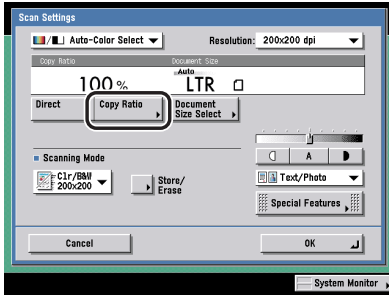 Scan Settings
Auto-Color Select
Resolution: 200x200 dpi
Copy Ratio
Document Size
100 %
Auto
LTR
Direct
Copy Ratio
Document
Size Select
Scanning Mode
Clr/B&W
200x200
Store/
Erase
A
Text/Photo
Special Features
Cancel
OK
System Monitor